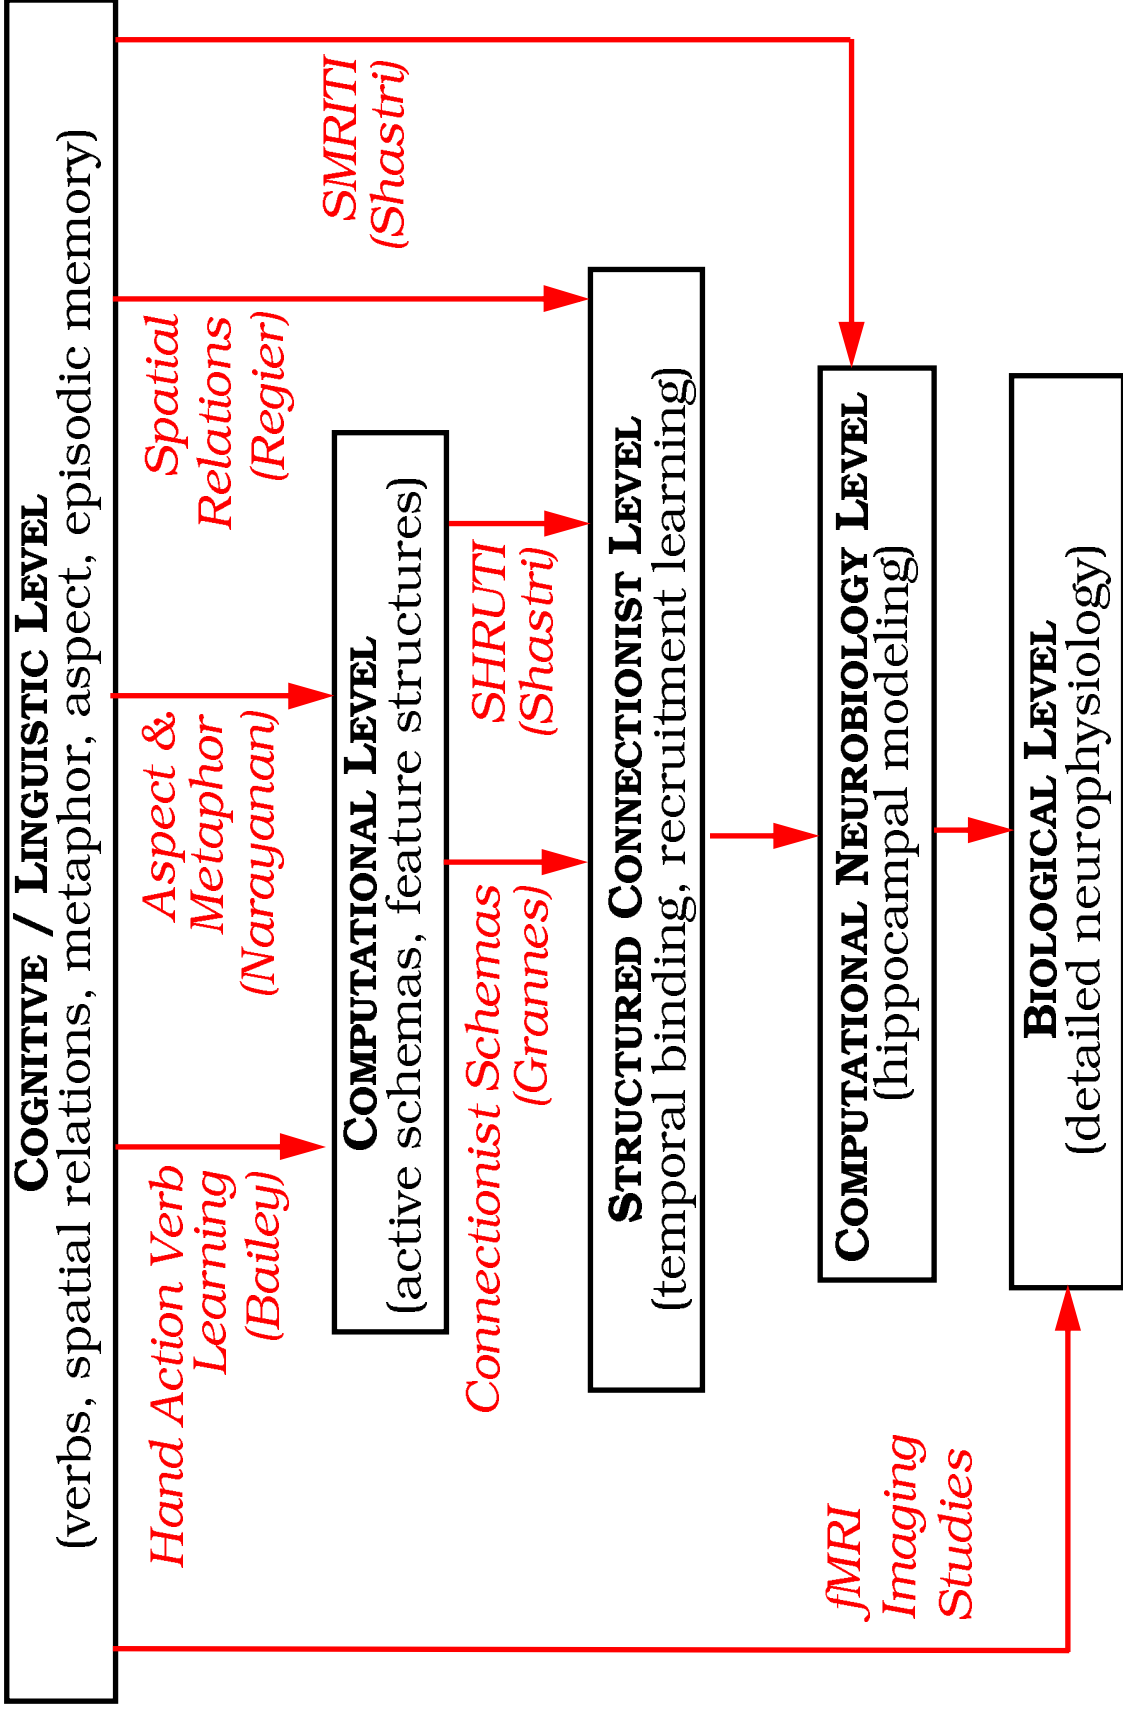 COGNITIVE / LINGUISTIC LEVEL
(verbs, spatial relations, metaphor, aspect, episodic memory)
Hand Action Verb
Learning
(Bailey)
Aspect &
Metaphor
(Narayanan)
Spatial
Relations
(Regier)
SMRITI
(Shastri)
COMPUTATIONAL LEVEL
(active schemas, feature structures)
Connectionist Schemas
(Grannes)
SHRUTI
(Shastri)
STRUCTURED CONNECTIONIST LEVEL
(temporal binding, recruitment learning)
COMPUTATIONAL NEUROBIOLOGY LEVEL
(hippocampal modeling)
fMRI
Imaging
Studies
BIOLOGICAL LEVEL
(detailed neurophysiology)